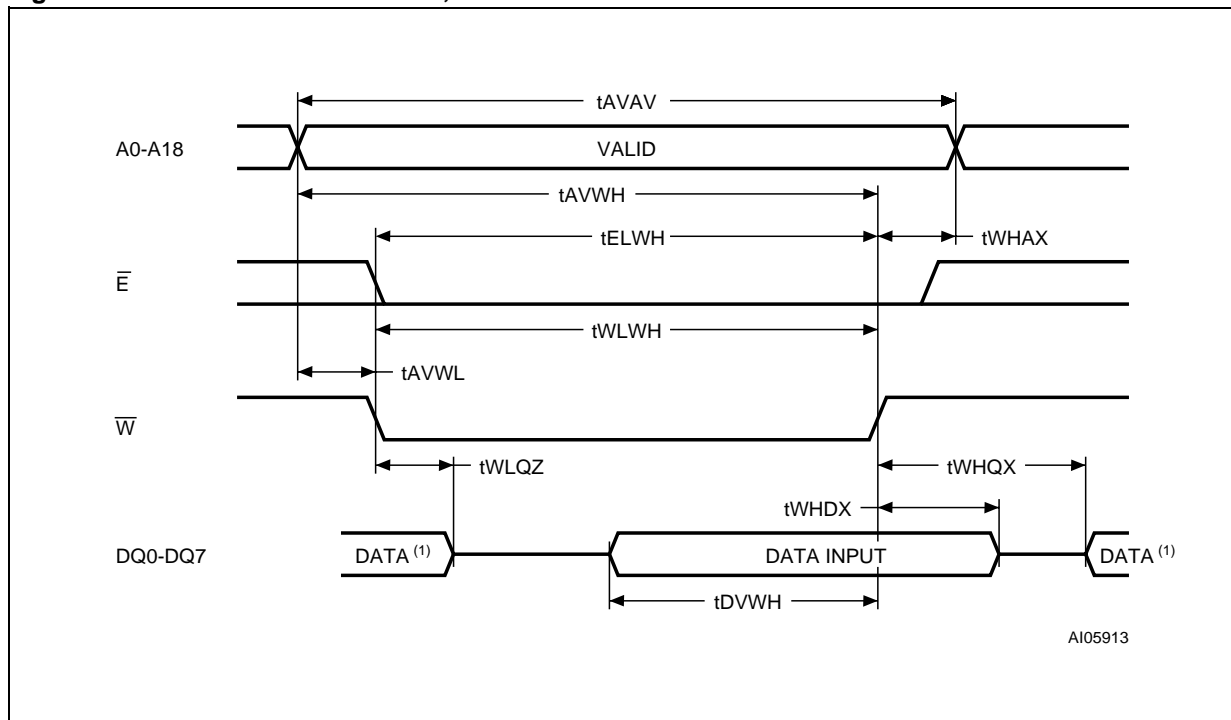 tAVAV
A0-A18 VALID
tAVWH
tELWH tWHAX
E̅
tWLWH
tAVWL
W̅
tWLQZ tWHQX
tWHDX
DQ0-DQ7 DATA (1) DATA INPUT DATA (1)
tDVWH
AI05913